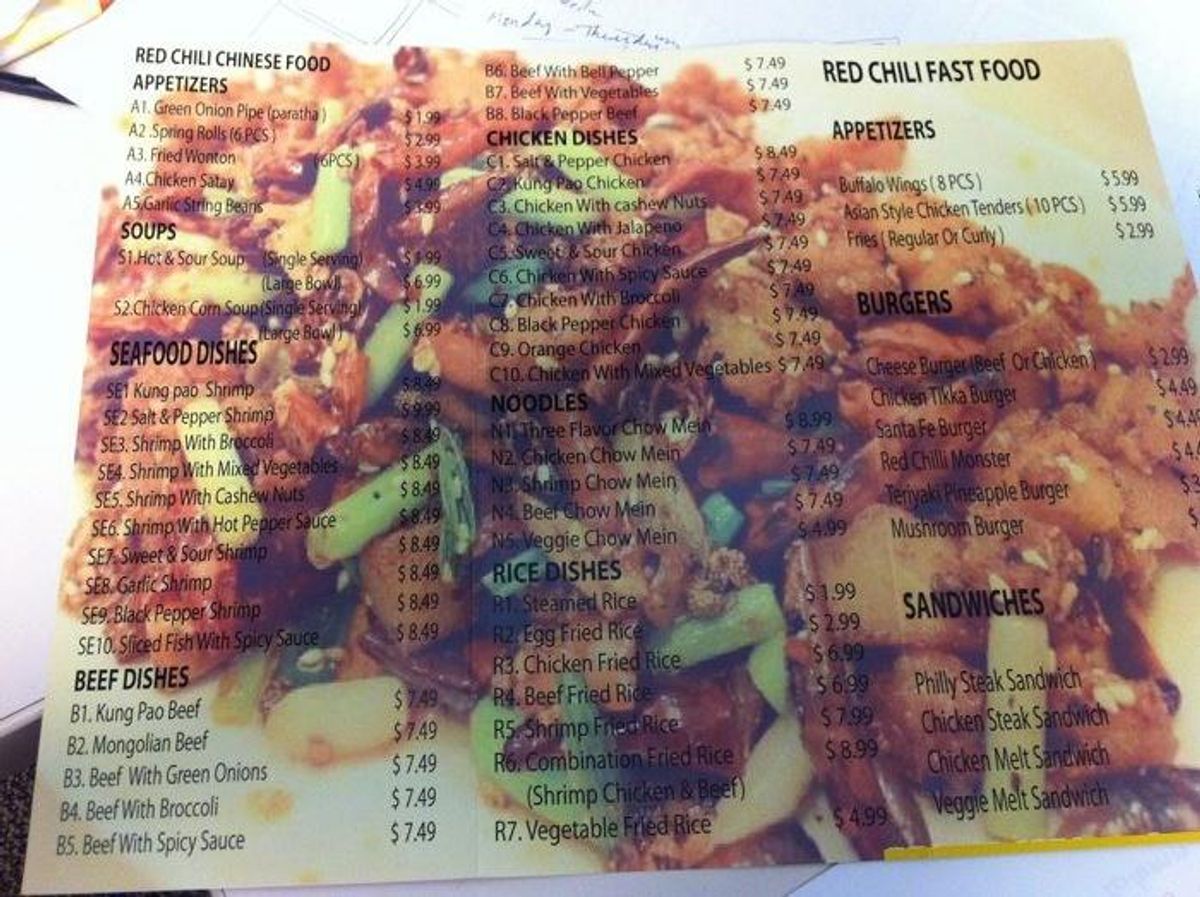 Monday - Thursday
RED CHILI CHINESE FOOD
APPETIZERS
A1. Green Onion Pipe (paratha) $1.99
A2. Spring Rolls (6 PCS) $2.99
A3. Fried Wonton (6PCS) $3.99
A4.Chicken Satay $4.99
A5.Garlic String Beans $3.99
SOUPS
S1.Hot & Sour Soup (Single Serving) $1.99
(Large Bowl) $6.99
S2.Chicken Corn Soup(Single Serving) $1.99
(Large Bowl) $6.99
SEAFOOD DISHES
SE1 Kung pao Shrimp $8.49
SE2 Salt & Pepper Shrimp $9.99
SE3. Shrimp With Broccoli $8.49
SE4. Shrimp With Mixed Vegetables $8.49
SE5. Shrimp With Cashew Nuts $8.49
SE6. Shrimp With Hot Pepper Sauce $8.49
SE7. Sweet & Sour Shrimp $8.49
SE8. Garlic Shrimp $8.49
SE9. Black Pepper Shrimp $8.49
SE10. Sliced Fish With Spicy Sauce $8.49
BEEF DISHES
B1. Kung Pao Beef $7.49
B2. Mongolian Beef $7.49
B3. Beef With Green Onions $7.49
B4. Beef With Broccoli $7.49
B5. Beef With Spicy Sauce $7.49
B6. Beef With Bell Pepper $7.49
B7. Beef With Vegetables $7.49
B8. Black Pepper Beef $7.49
CHICKEN DISHES
C1. Salt & Pepper Chicken $8.49
C2. Kung Pao Chicken $7.49
C3. Chicken With cashew Nuts $7.49
C4. Chicken With Jalapeno $7.49
C5. Sweet & Sour Chicken $7.49
C6. Chicken With Spicy Sauce $7.49
C7. Chicken With Broccoli $7.49
C8. Black Pepper Chicken $7.49
C9. Orange Chicken $7.49
C10. Chicken With Mixed Vegetables $7.49
NOODLES
N1. Three Flavor Chow Mein $8.99
N2. Chicken Chow Mein $7.49
N3. Shrimp Chow Mein $7.49
N4. Beef Chow Mein $7.49
N5. Veggie Chow Mein $4.99
RICE DISHES
R1. Steamed Rice $1.99
R2. Egg Fried Rice $2.99
R3. Chicken Fried Rice $6.99
R4. Beef Fried Rice $6.99
R5. Shrimp Fried Rice $7.99
R6. Combination Fried Rice $8.99
(Shrimp Chicken & Beef)
R7. Vegetable Fried Rice $4.99
RED CHILI FAST FOOD
APPETIZERS
Buffalo Wings ( 8 PCS ) $5.99
Asian Style Chicken Tenders ( 10 PCS ) $5.99
Fries ( Regular Or Curly ) $2.99
BURGERS
Cheese Burger (Beef Or Chicken) $2.99
Chicken Tikka Burger $4.49
Santa Fe Burger $4.4
Red Chilli Monster $4.
Teriyaki Pineapple Burger $
Mushroom Burger
SANDWICHES
Philly Steak Sandwich
Chicken Steak Sandwich
Chicken Melt Sandwich
Veggie Melt Sandwich